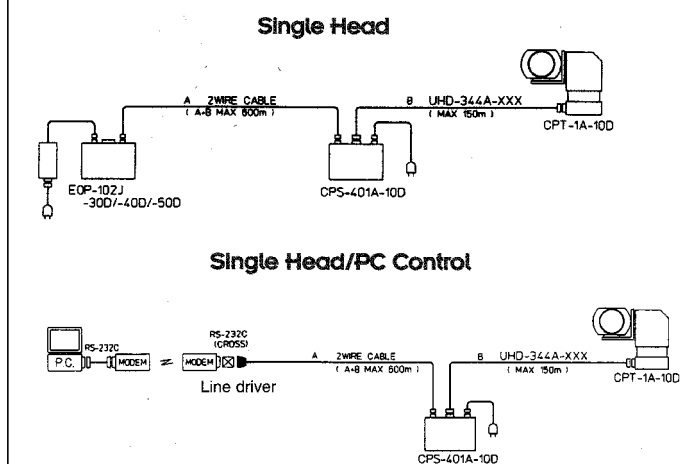 Single Head
A 2WIRE CABLE
( A+B MAX 600m )
B UHD-344A-XXX
( MAX 150m )
CPT-1A-10D
EOP-102J
-30D/-40D/-50D
CPS-401A-10D
Single Head/PC Control
RS-232C
(CROSS)
RS-232C
P.C.
MODEM
MODEM
Line driver
A 2WIRE CABLE
( A+B MAX 600m )
B UHD-344A-XXX
( MAX 150m )
CPT-1A-10D
CPS-401A-10D